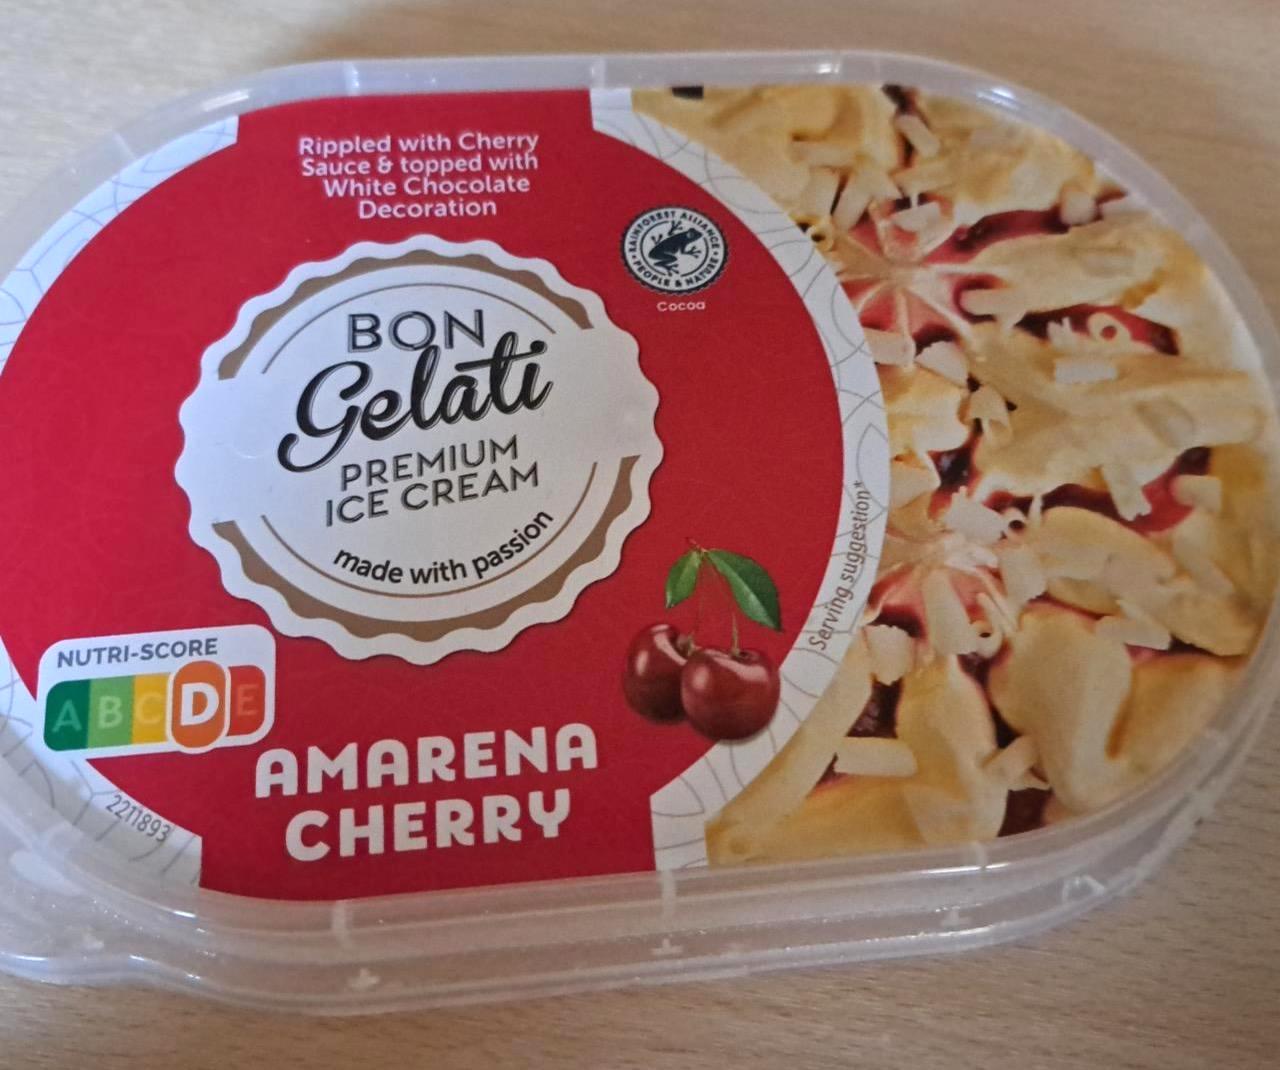 Rippled with Cherry
Sauce & topped with
White Chocolate
Decoration
RAINFOREST ALLIANCE
PEOPLE & NATURE
Cocoa
BON
Gelati
PREMIUM
ICE CREAM
made with passion
Serving suggestion*
NUTRI-SCORE
A B C D E
AMARENA
CHERRY
2211893